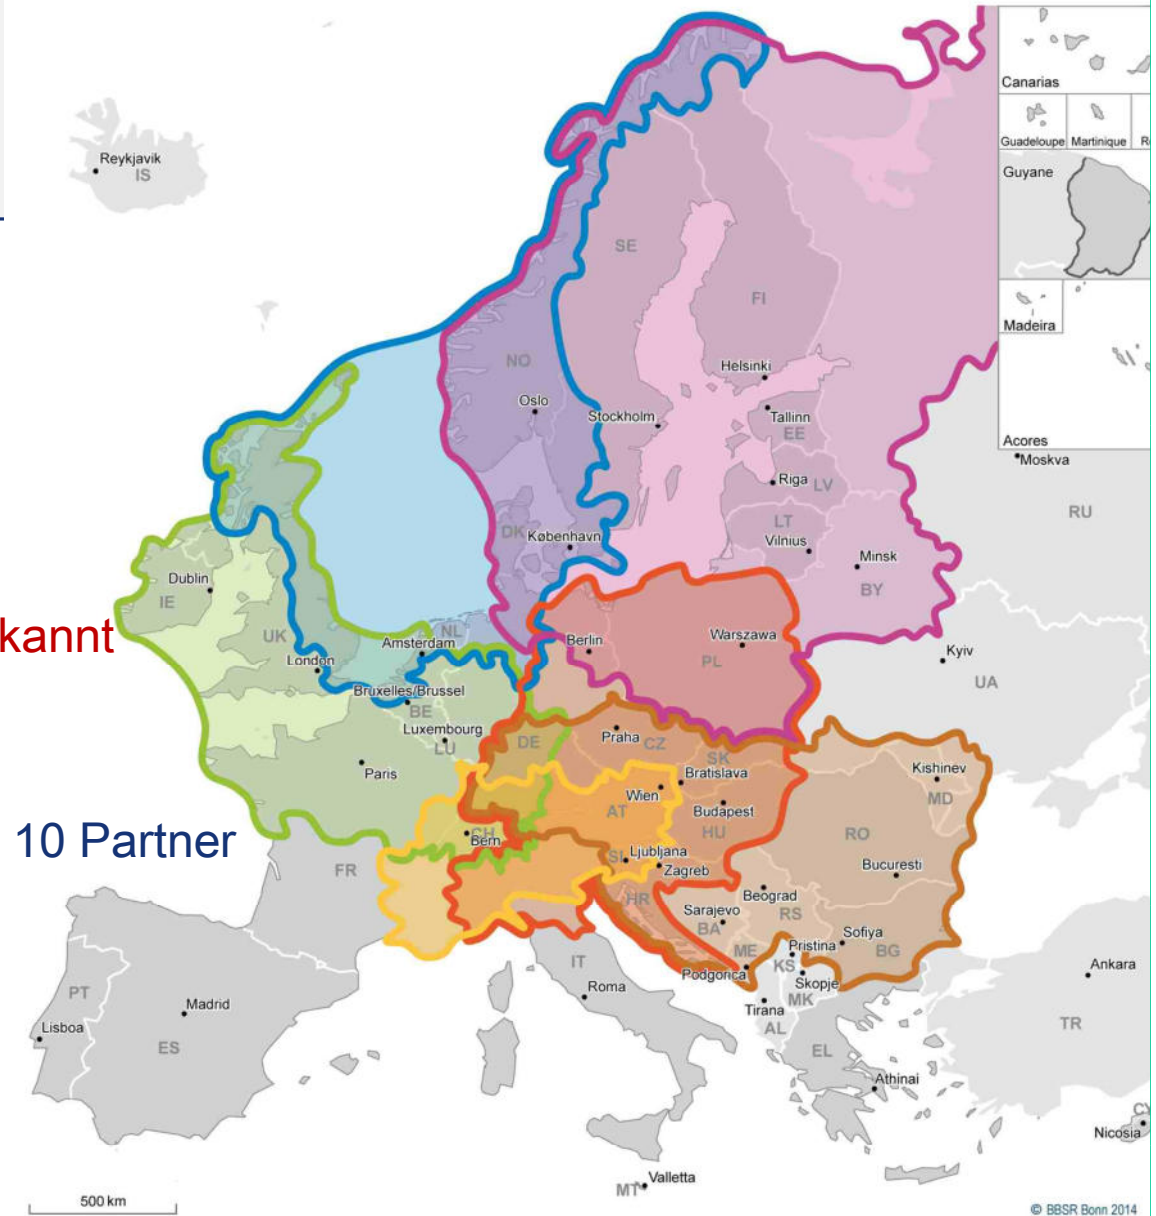 Canarias
Guadeloupe
Martinique
R
Guyane
Madeira
Acores
Reykjavik
IS
SE
FI
NO
Helsinki
Oslo
Stockholm
Tallinn
EE
Moskva
Riga
LV
RU
LT
Vilnius
DK
København
Minsk
BY
Dublin
IE
kannt
UK
NL
Amsterdam
Berlin
Warszawa
PL
London
Kyiv
UA
Bruxelles/Brussel
BE
Luxembourg
LU
DE
Praha
CZ
SK
Paris
Bratislava
Kishinev
MD
Wien
AT
Budapest
HU
10 Partner
CH
Bern
RO
SI
Ljubljana
Zagreb
FR
Bucuresti
HR
Beograd
RS
Sarajevo
BA
Sofiya
BG
ME
Pristina
KS
Podgorica
Skopje
MK
IT
Roma
Ankara
TR
Tirana
AL
PT
Madrid
Lisboa
ES
EL
Athinai
CY
Nicosia
Valletta
MT
500 km
© BBSR Bonn 2014